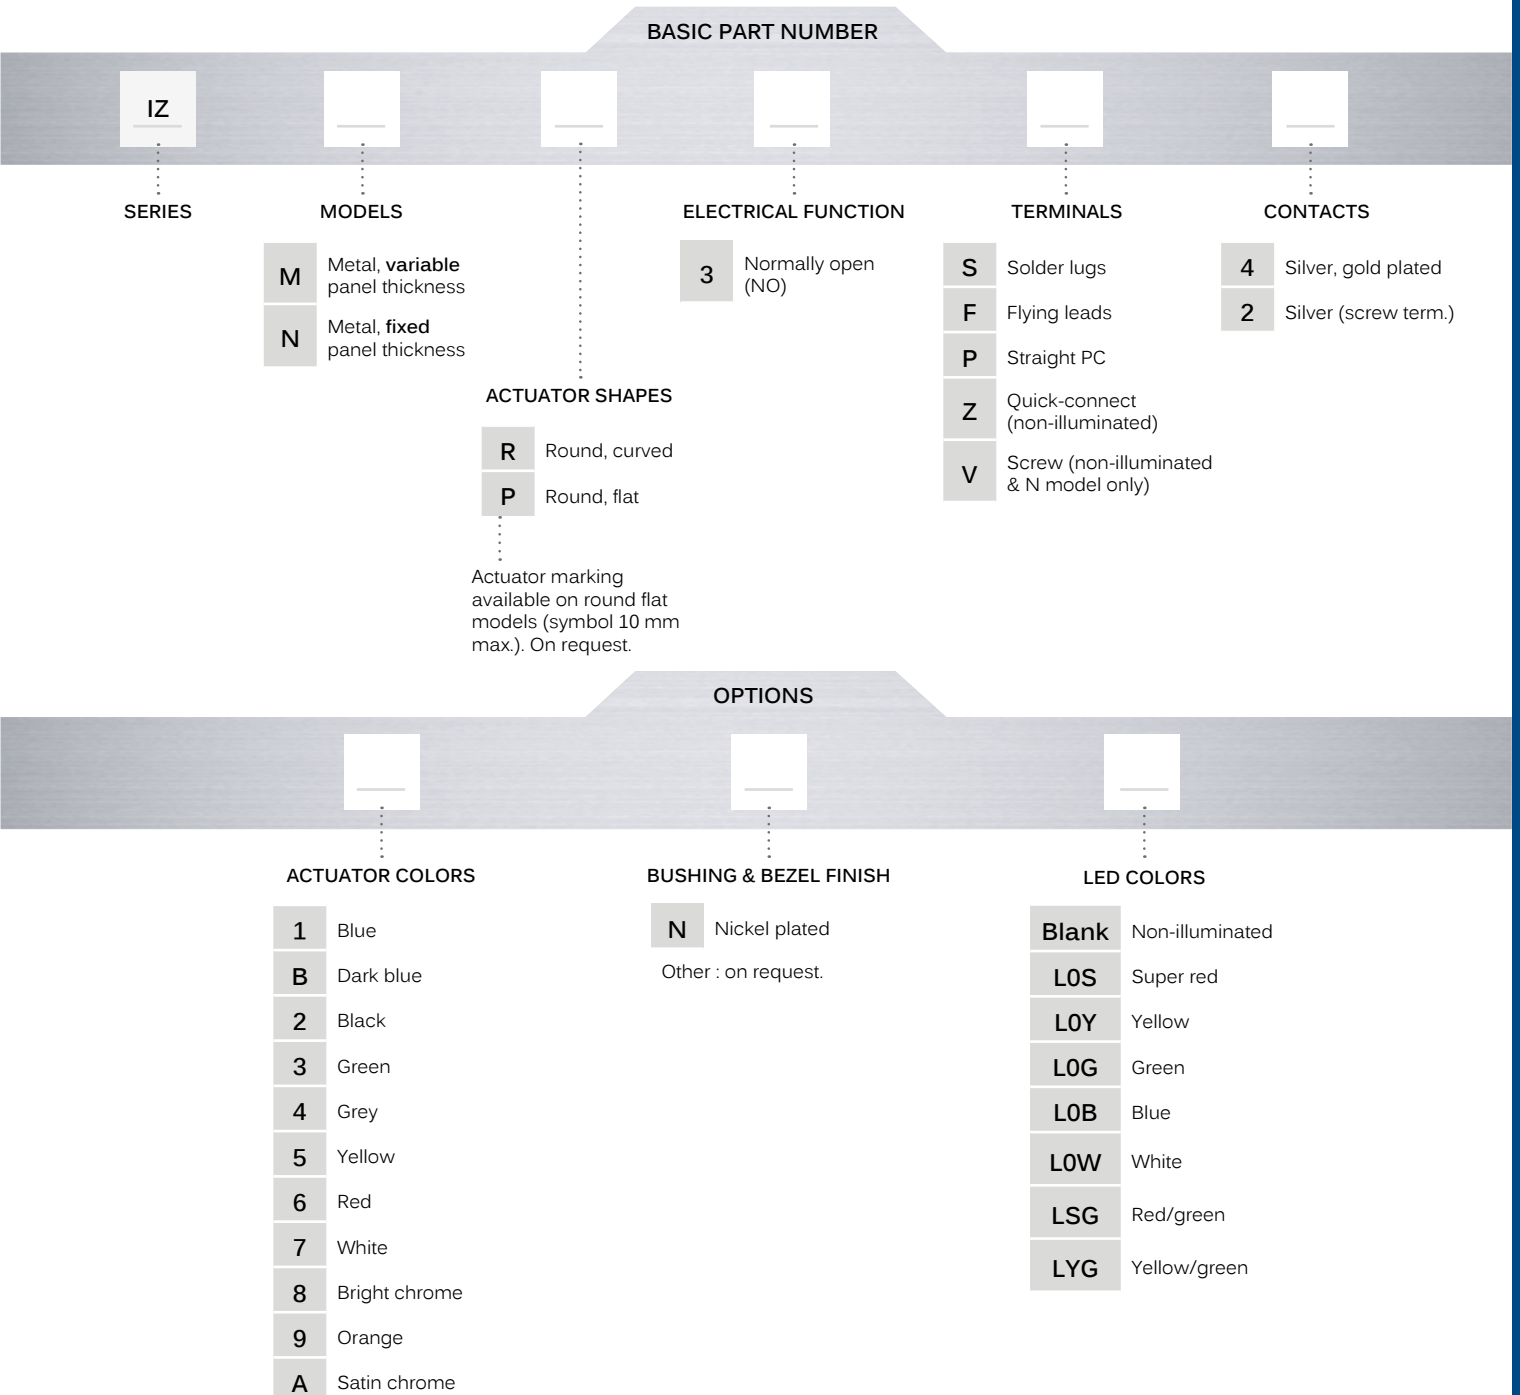 BASIC PART NUMBER
IZ
SERIES
MODELS
M
Metal, variable
panel thickness
N
Metal, fixed
panel thickness
ACTUATOR SHAPES
R
Round, curved
P
Round, flat
Actuator marking
available on round flat
models (symbol 10 mm
max.). On request.
ELECTRICAL FUNCTION
3
Normally open
(NO)
TERMINALS
S
Solder lugs
F
Flying leads
P
Straight PC
Z
Quick-connect
(non-illuminated)
V
Screw (non-illuminated
& N model only)
CONTACTS
4
Silver, gold plated
2
Silver (screw term.)
OPTIONS
ACTUATOR COLORS
1
Blue
B
Dark blue
2
Black
3
Green
4
Grey
5
Yellow
6
Red
7
White
8
Bright chrome
9
Orange
A
Satin chrome
BUSHING & BEZEL FINISH
N
Nickel plated
Other : on request.
LED COLORS
Blank
Non-illuminated
L0S
Super red
L0Y
Yellow
L0G
Green
L0B
Blue
L0W
White
LSG
Red/green
LYG
Yellow/green